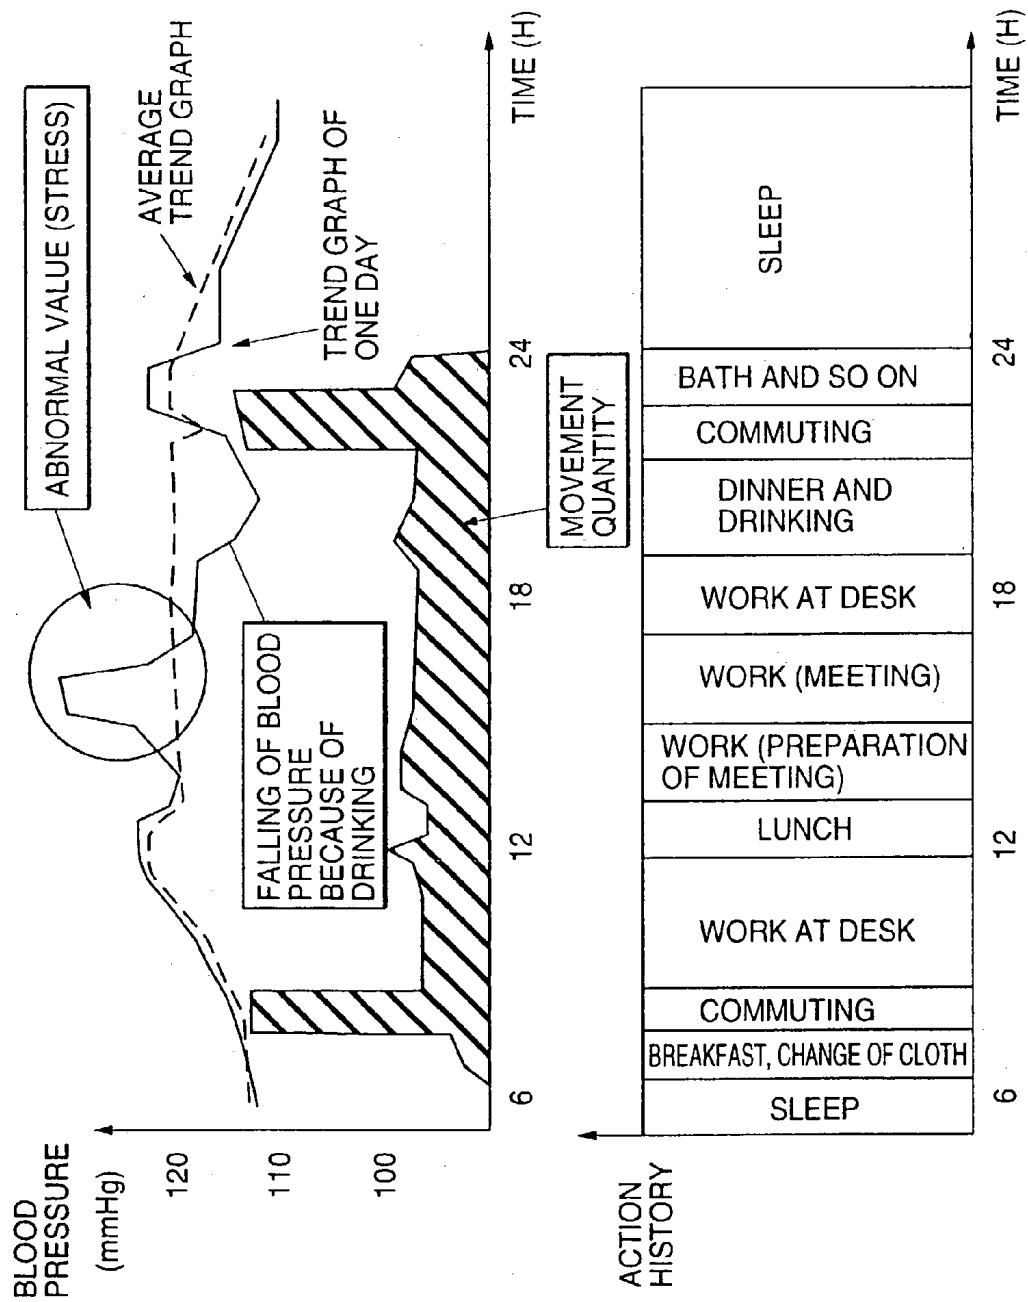 BLOOD
PRESSURE
(mmHg)
120
110
100
ABNORMAL VALUE (STRESS)
AVERAGE
TREND GRAPH
TREND GRAPH OF
ONE DAY
FALLING OF BLOOD
PRESSURE
BECAUSE OF
DRINKING
6
12
18
24
TIME (H)
MOVEMENT
QUANTITY
ACTION
HISTORY
SLEEP
BREAKFAST, CHANGE OF CLOTH
COMMUTING
WORK AT DESK
LUNCH
WORK (PREPARATION
OF MEETING)
WORK (MEETING)
WORK AT DESK
DINNER AND
DRINKING
COMMUTING
BATH AND SO ON
SLEEP
6
12
18
24
TIME (H)